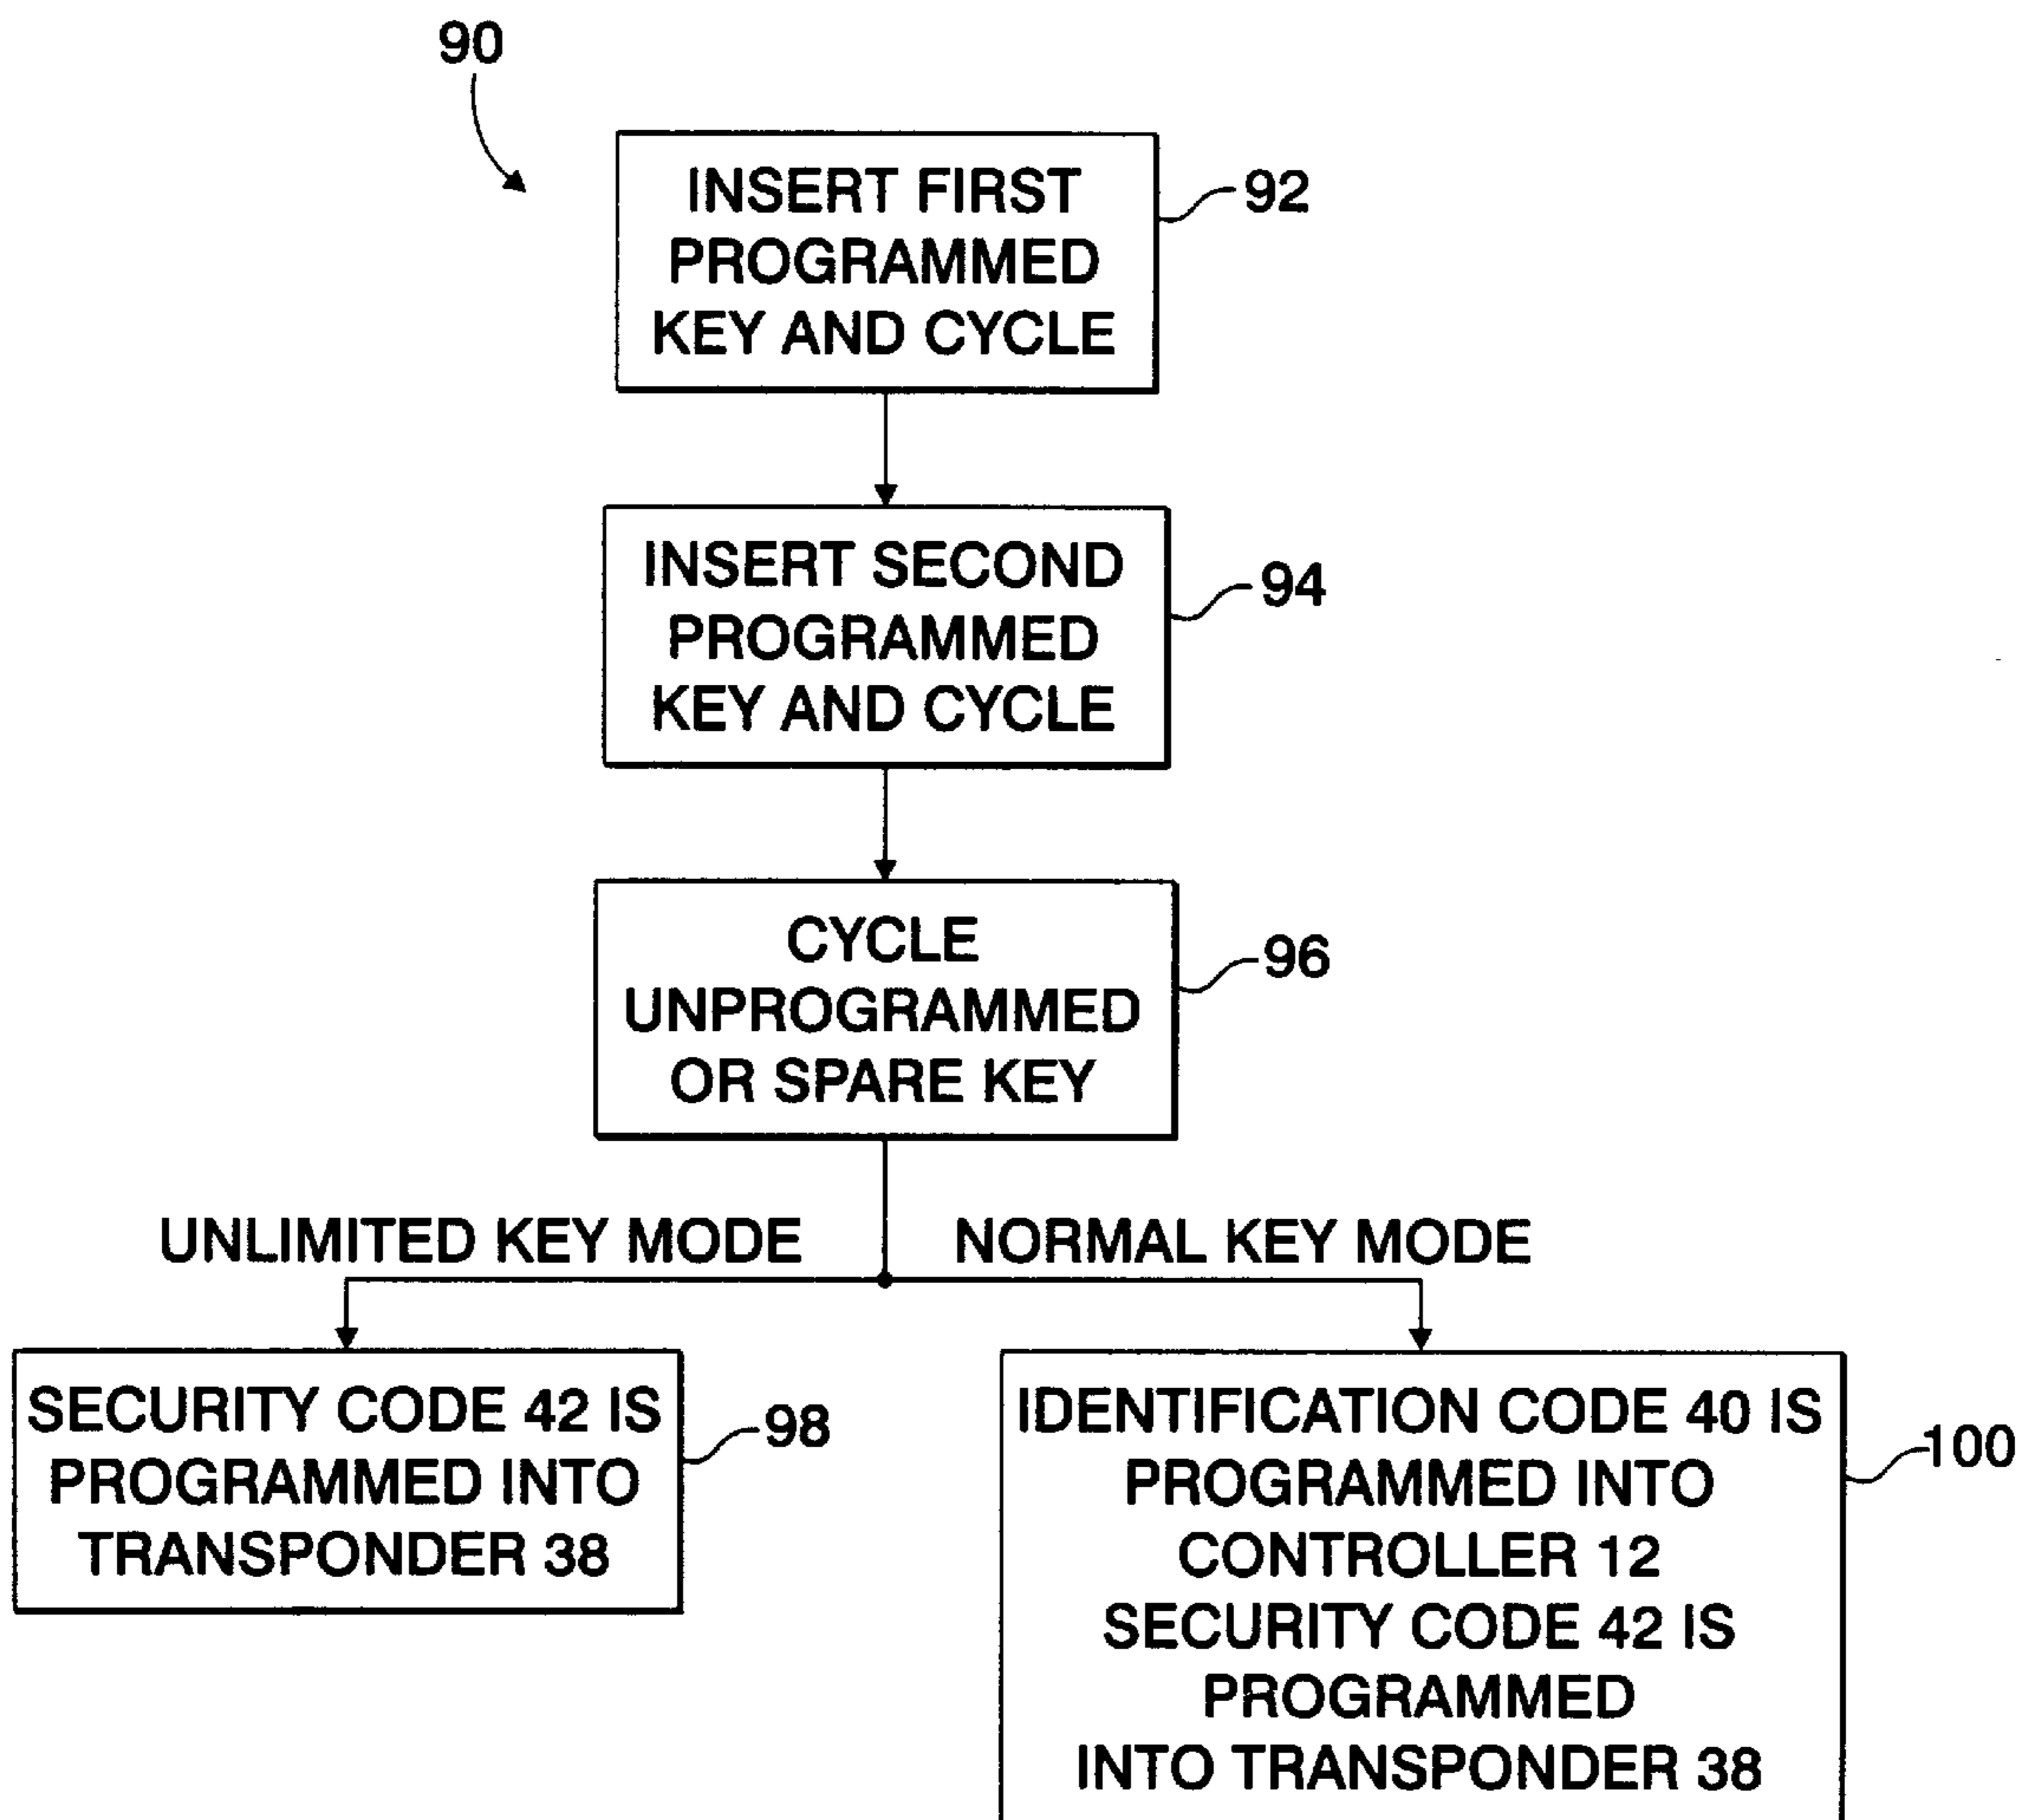 90
INSERT FIRST
PROGRAMMED
KEY AND CYCLE
92
INSERT SECOND
PROGRAMMED
KEY AND CYCLE
94
CYCLE
UNPROGRAMMED
OR SPARE KEY
96
UNLIMITED KEY MODE
NORMAL KEY MODE
SECURITY CODE 42 IS
PROGRAMMED INTO
TRANSPONDER 38
98
IDENTIFICATION CODE 40 IS
PROGRAMMED INTO
CONTROLLER 12
SECURITY CODE 42 IS
PROGRAMMED
INTO TRANSPONDER 38
100